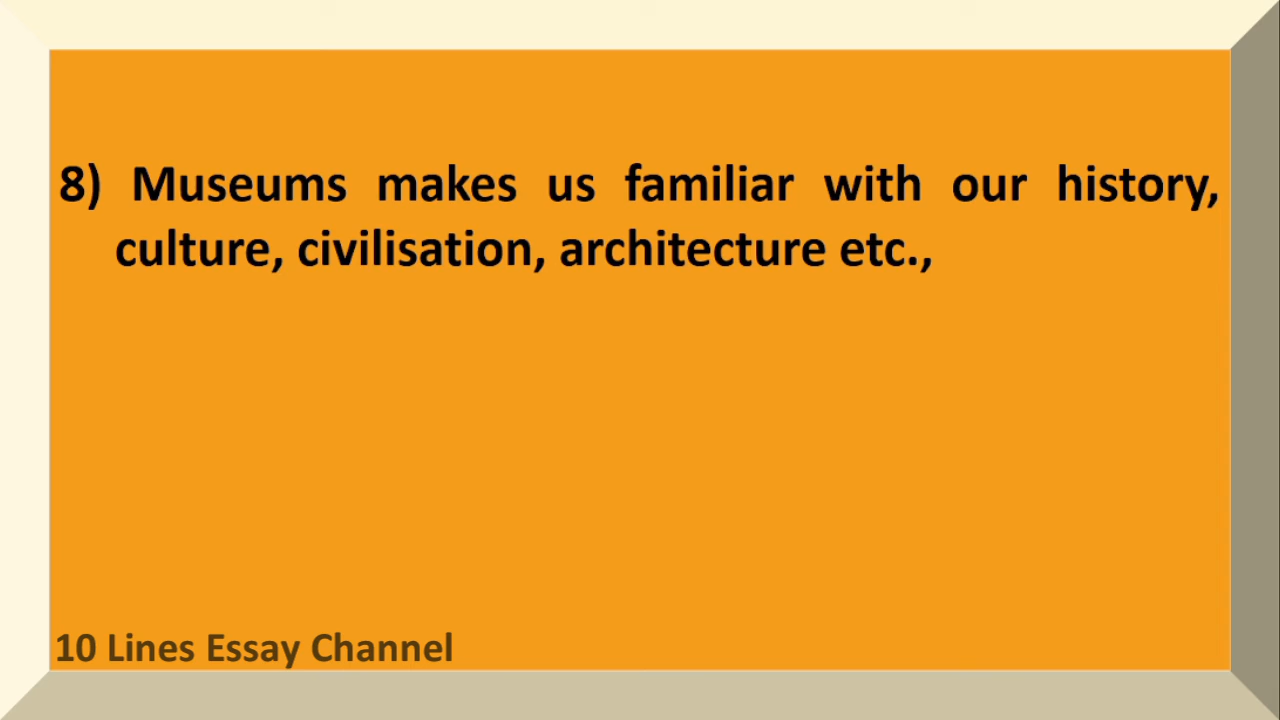 8) Museums makes us familiar with our history,
culture, civilisation, architecture etc.,
10 Lines Essay Channel